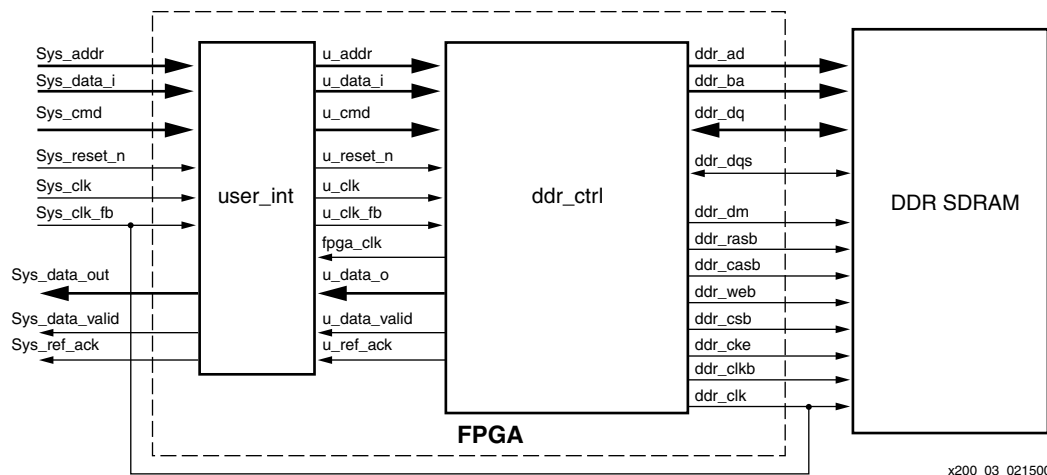 Sys_addr
Sys_data_i
Sys_cmd
Sys_reset_n
Sys_clk
Sys_clk_fb
Sys_data_out
Sys_data_valid
Sys_ref_ack
user_int
u_addr
u_data_i
u_cmd
u_reset_n
u_clk
u_clk_fb
fpga_clk
u_data_o
u_data_valid
u_ref_ack
ddr_ctrl
FPGA
ddr_ad
ddr_ba
ddr_dq
ddr_dqs
ddr_dm
ddr_rasb
ddr_casb
ddr_web
ddr_csb
ddr_cke
ddr_clkb
ddr_clk
DDR SDRAM
x200_03_021500